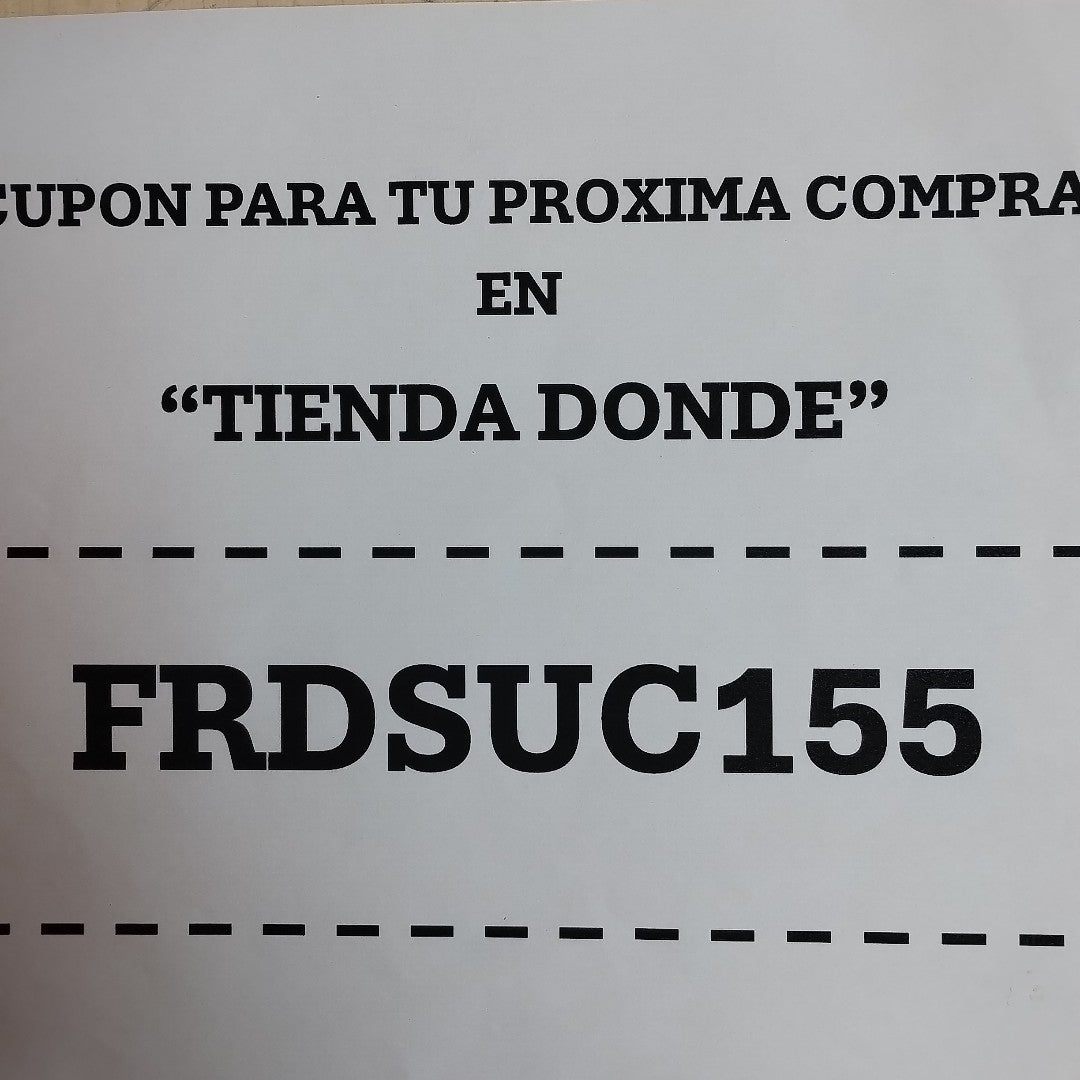 CUPON PARA TU PROXIMA COMPRA
EN
“TIENDA DONDE”
FRDSUC155